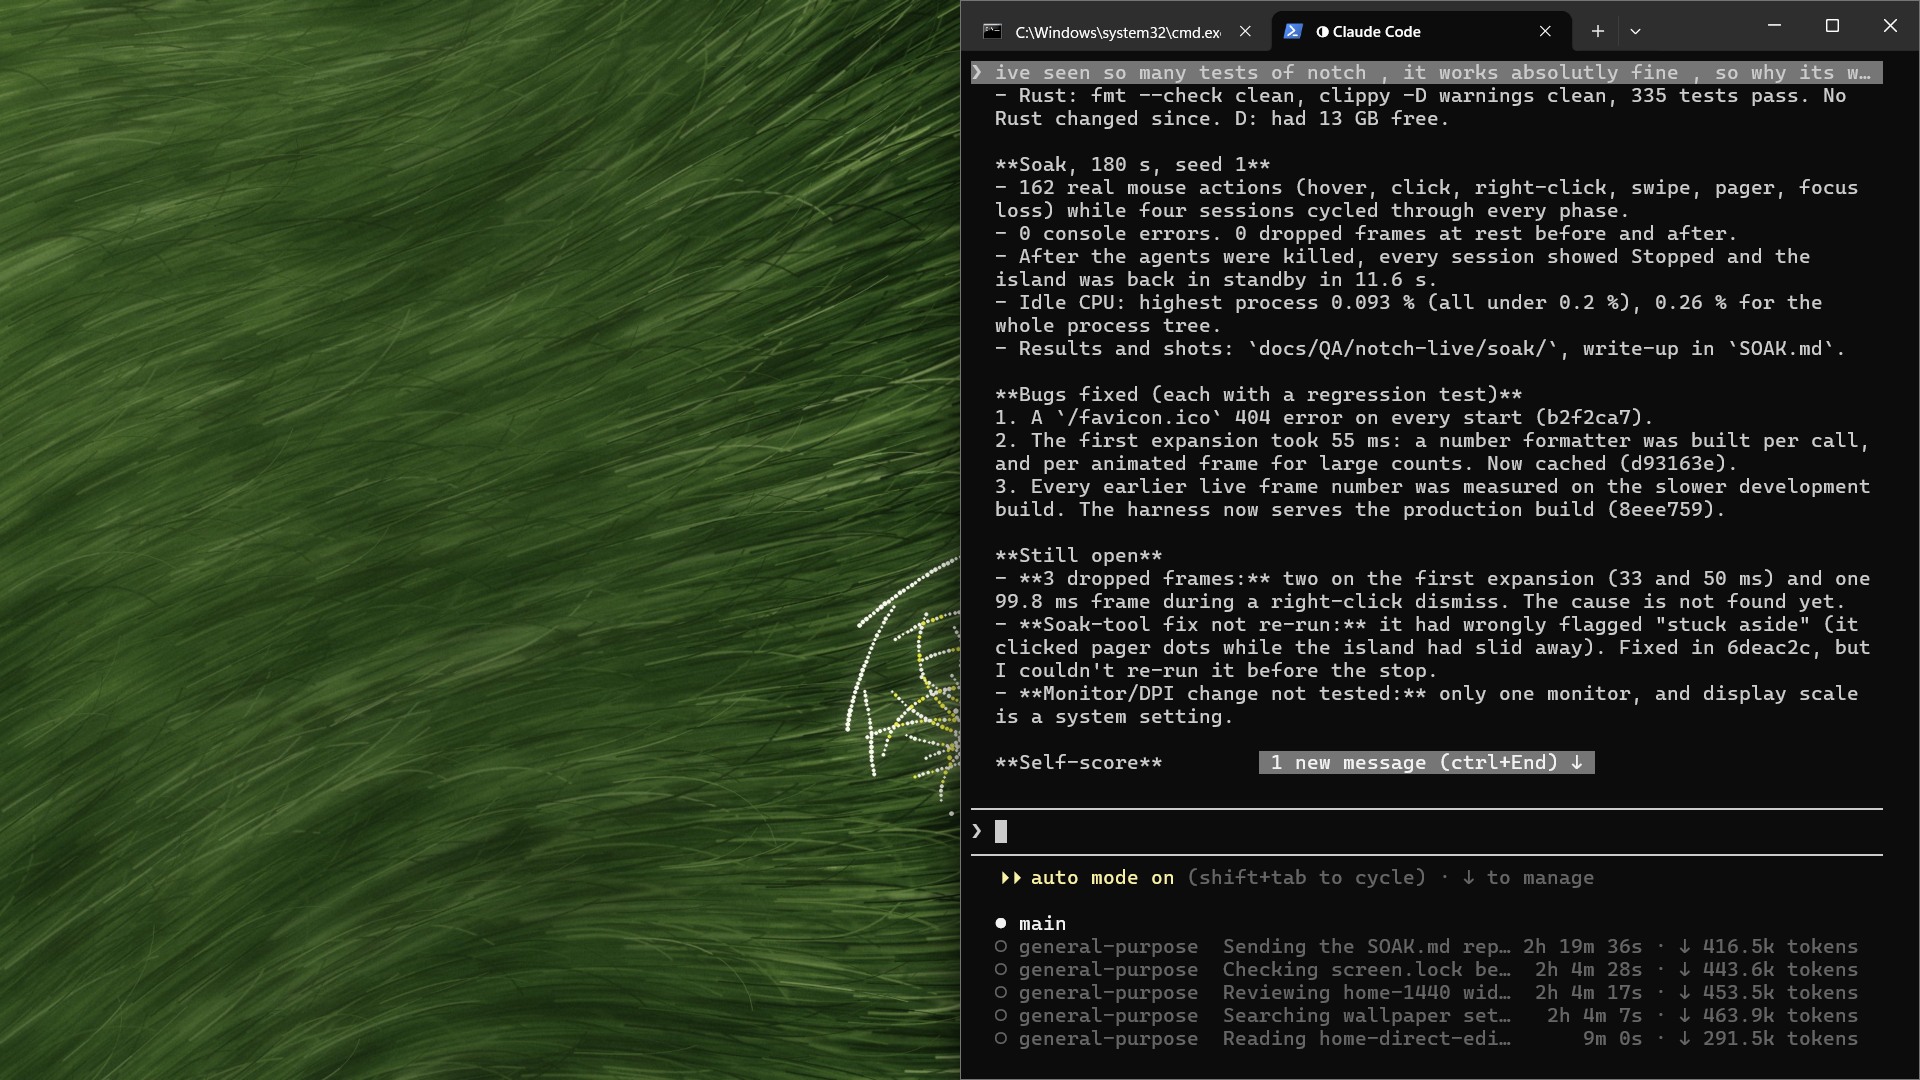 C:\Windows\system32\cmd.ex
Claude Code
❯ ive seen so many tests of notch , it works absolutly fine , so why its w…
- Rust: fmt --check clean, clippy -D warnings clean, 335 tests pass. No
Rust changed since. D: had 13 GB free.
**Soak, 180 s, seed 1**
- 162 real mouse actions (hover, click, right-click, swipe, pager, focus
loss) while four sessions cycled through every phase.
- 0 console errors. 0 dropped frames at rest before and after.
- After the agents were killed, every session showed Stopped and the
island was back in standby in 11.6 s.
- Idle CPU: highest process 0.093 % (all under 0.2 %), 0.26 % for the
whole process tree.
- Results and shots: `docs/QA/notch-live/soak/`, write-up in `SOAK.md`.
**Bugs fixed (each with a regression test)**
1. A `/favicon.ico` 404 error on every start (b2f2ca7).
2. The first expansion took 55 ms: a number formatter was built per call,
and per animated frame for large counts. Now cached (d93163e).
3. Every earlier live frame number was measured on the slower development
build. The harness now serves the production build (8eee759).
**Still open**
- **3 dropped frames:** two on the first expansion (33 and 50 ms) and one
99.8 ms frame during a right-click dismiss. The cause is not found yet.
- **Soak-tool fix not re-run:** it had wrongly flagged "stuck aside" (it
clicked pager dots while the island had slid away). Fixed in 6deac2c, but
I couldn't re-run it before the stop.
- **Monitor/DPI change not tested:** only one monitor, and display scale
is a system setting.
**Self-score** 1 new message (ctrl+End) ↓
❯
auto mode on (shift+tab to cycle) · ↓ to manage
● main
○ general-purpose Sending the SOAK.md rep… 2h 19m 36s · ↓ 416.5k tokens
○ general-purpose Checking screen.lock be… 2h 4m 28s · ↓ 443.6k tokens
○ general-purpose Reviewing home-1440 wid… 2h 4m 17s · ↓ 453.5k tokens
○ general-purpose Searching wallpaper set… 2h 4m 7s · ↓ 463.9k tokens
○ general-purpose Reading home-direct-edi… 9m 0s · ↓ 291.5k tokens